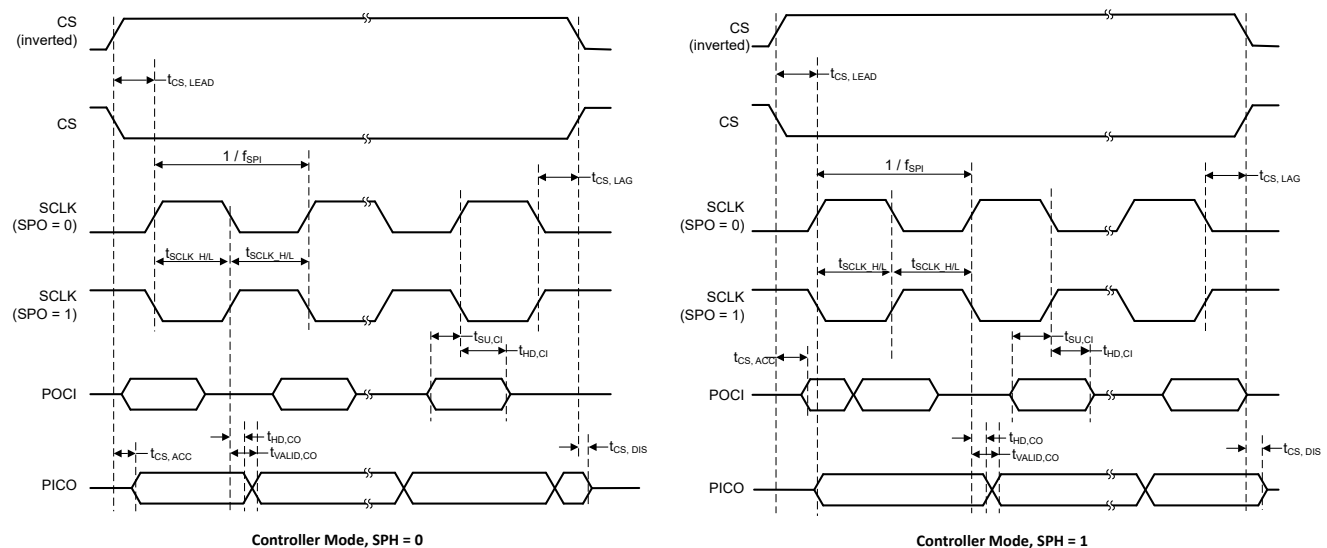 CS
(inverted)
tCS, LEAD
CS
1 / fSPI
tCS, LAG
SCLK
(SPO = 0)
tSCLK_H/L
tSCLK_H/L
SCLK
(SPO = 1)
tSU,CI
tHD,CI
POCI
tHD,CO
tVALID,CO
tCS, ACC
tCS, DIS
PICO
Controller Mode, SPH = 0
CS
(inverted)
tCS, LEAD
CS
1 / fSPI
tCS, LAG
SCLK
(SPO = 0)
tSCLK_H/L
tSCLK_H/L
SCLK
(SPO = 1)
tSU,CI
tHD,CI
tCS, ACC
POCI
tHD,CO
tVALID,CO
tCS, DIS
PICO
Controller Mode, SPH = 1